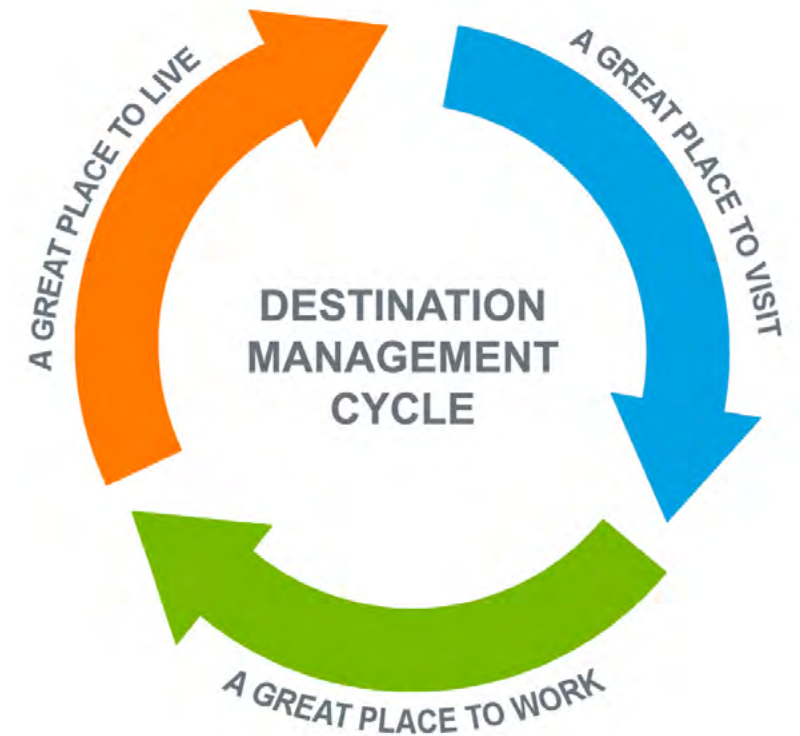 A GREAT PLACE TO LIVE
A GREAT PLACE TO VISIT
DESTINATION
MANAGEMENT
CYCLE
A GREAT PLACE TO WORK